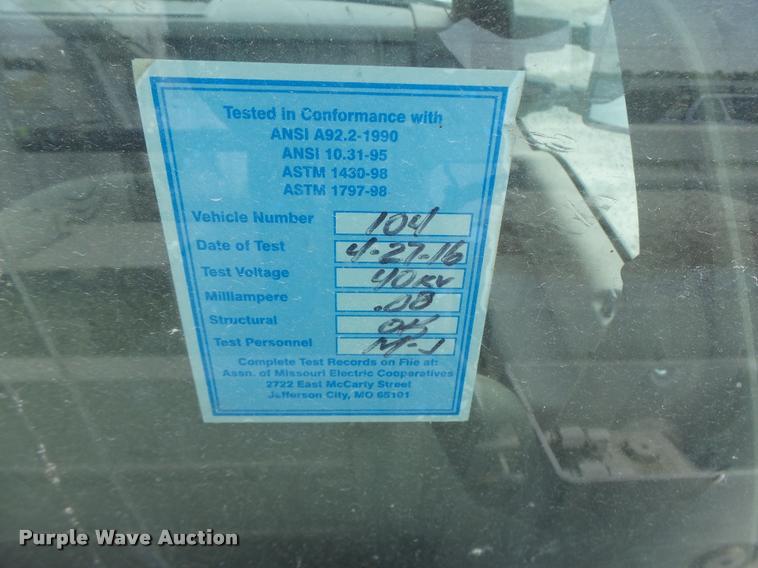 Tested in Conformance with
ANSI A92.2-1990
ANSI 10.31-95
ASTM 1430-98
ASTM 1797-98
Vehicle Number 104
Date of Test 4-27-16
Test Voltage 40KV
Milliampere .08
Structural OK
Test Personnel M-J
Complete Test Records on File at:
Assn. of Missouri Electric Cooperatives
2722 East McCarty Street
Jefferson City, MO 65101
Purple Wave Auction